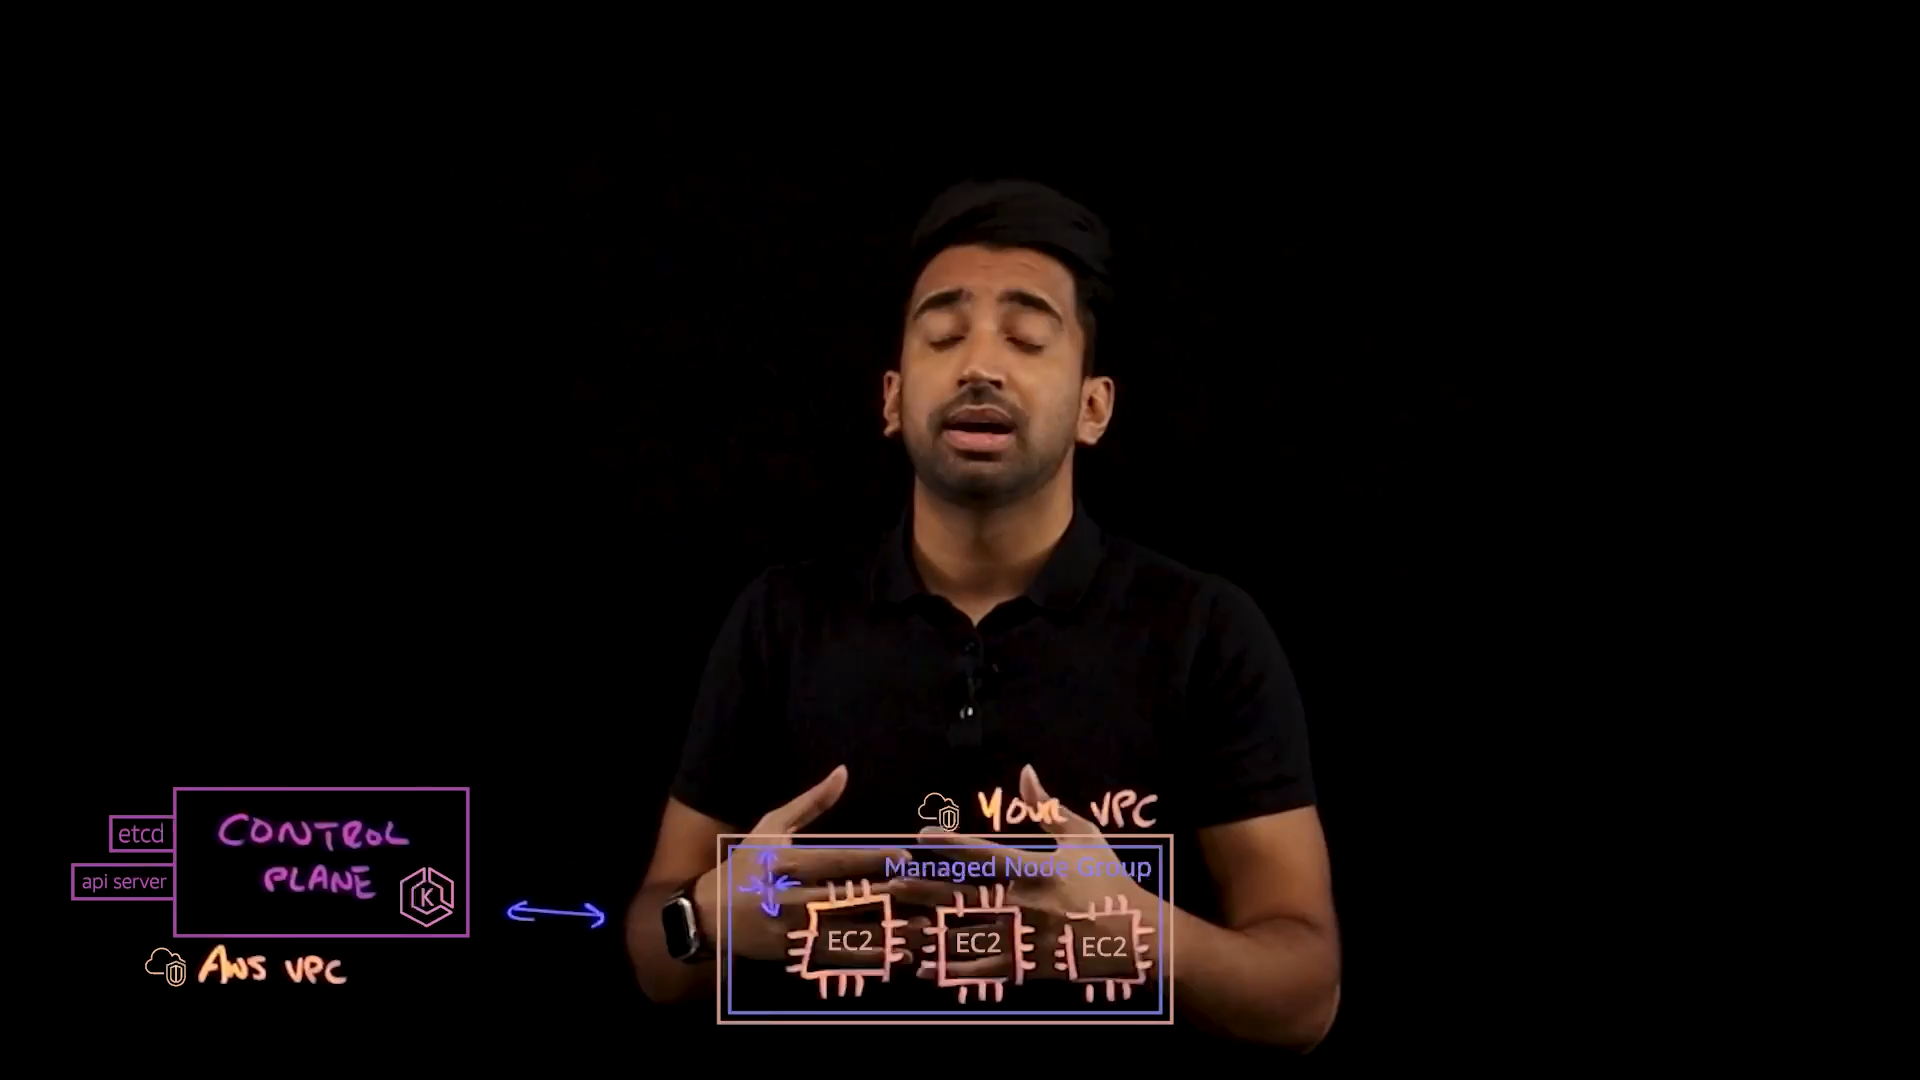 etcd
api server
CONTROL
PLANE
K
AWS VPC
Your VPC
Managed Node Group
EC2
EC2
EC2